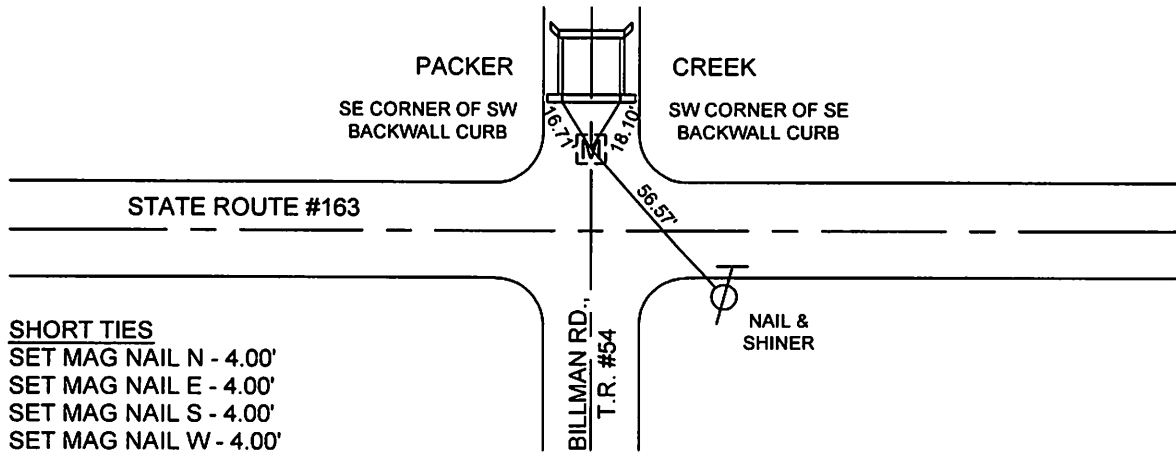 PACKER
CREEK
SE CORNER OF SW
BACKWALL CURB
SW CORNER OF SE
BACKWALL CURB
16.71'
18.10'
M
56.57'
STATE ROUTE #163
NAIL &
SHINER
BILLMAN RD.,
T.R. #54
SHORT TIES
SET MAG NAIL N - 4.00'
SET MAG NAIL E - 4.00'
SET MAG NAIL S - 4.00'
SET MAG NAIL W - 4.00'